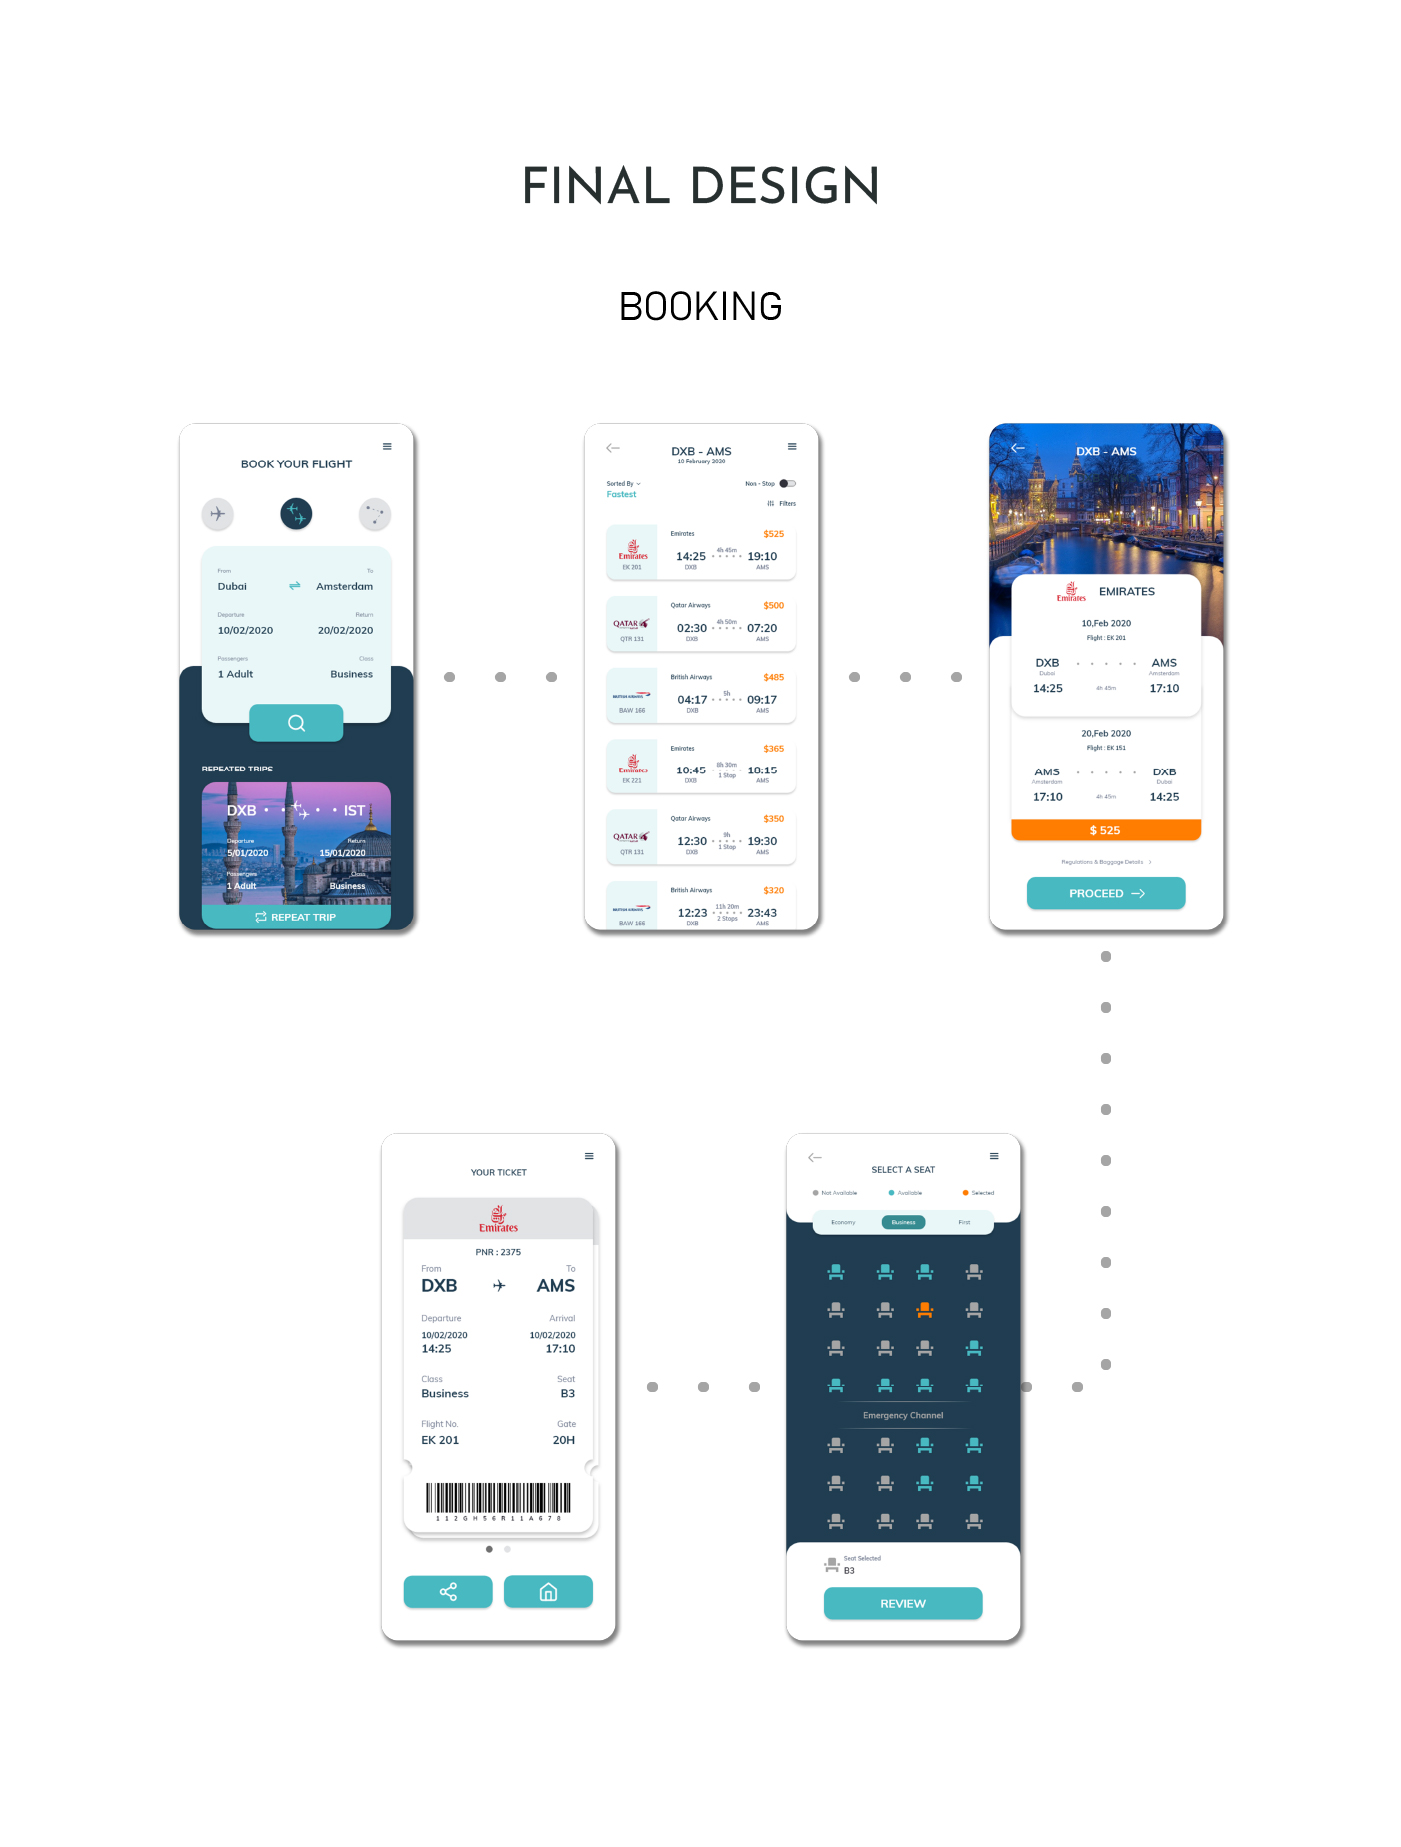 FINAL DESIGN
BOOKING
BOOK YOUR FLIGHT
From To
Dubai Amsterdam
Departure Return
10/02/2020 20/02/2020
Passengers Class
1 Adult Business
REPEATED TRIPS
DXB IST
Departure Return
5/01/2020 15/01/2020
Passengers Class
1 Adult Business
REPEAT TRIP
DXB - AMS
10 February 2020
Sorted By Non - Stop
Fastest
Filters
Emirates $525
Emirates 14:25 4h 45m 19:10
EK 201 DXB AMS
Qatar Airways $500
QATAR 02:30 4h 50m 07:20
QTR 131 DXB AMS
British Airways $485
BRITISH AIRWAYS 04:17 5h 09:17
BAW 166 DXB AMS
Emirates $365
Emirates 10:45 8h 30m 18:15
EK 221 DXB 1 Stop AMS
Qatar Airways $350
QATAR 12:30 9h 19:30
QTR 131 DXB 1 Stop AMS
British Airways $320
BRITISH AIRWAYS 12:23 11h 20m 23:43
BAW 166 DXB 2 Stops AMS
DXB - AMS
Emirates EMIRATES
10,Feb 2020
Flight : EK 201
DXB AMS
Dubai Amsterdam
14:25 4h 45m 17:10
20,Feb 2020
Flight : EK 151
AMS DXB
Amsterdam Dubai
17:10 4h 45m 14:25
$ 525
Regulations & Baggage Details
PROCEED
YOUR TICKET
Emirates
PNR : 2375
From To
DXB AMS
Departure Arrival
10/02/2020 10/02/2020
14:25 17:10
Class Seat
Business B3
Flight No. Gate
EK 201 20H
1 1 2 G H 5 6 R 1 1 A 6 7 8
SELECT A SEAT
Not Available Available Selected
Economy Business First
Emergency Channel
Seat Selected
B3
REVIEW